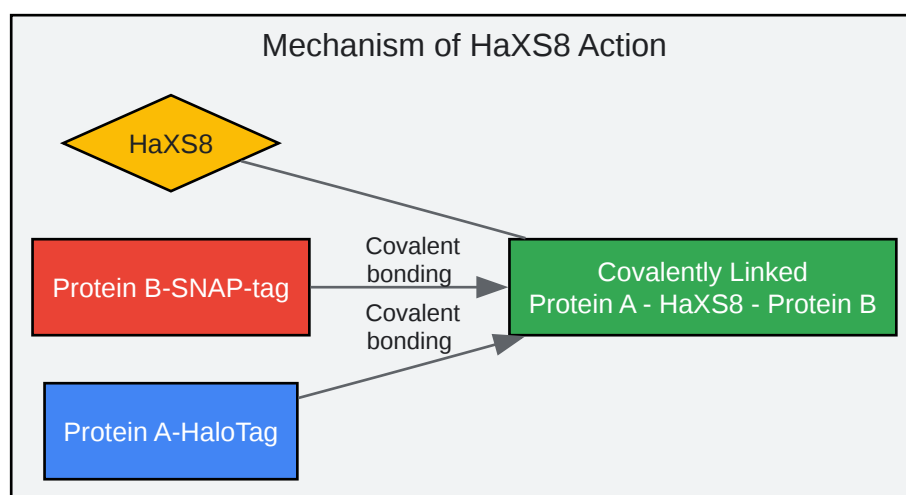 Mechanism of HaXS8 Action
HaXS8
Covalent
bonding
Protein B-SNAP-tag
Covalently Linked
Protein A - HaXS8 - Protein B
Covalent
bonding
Protein A-HaloTag